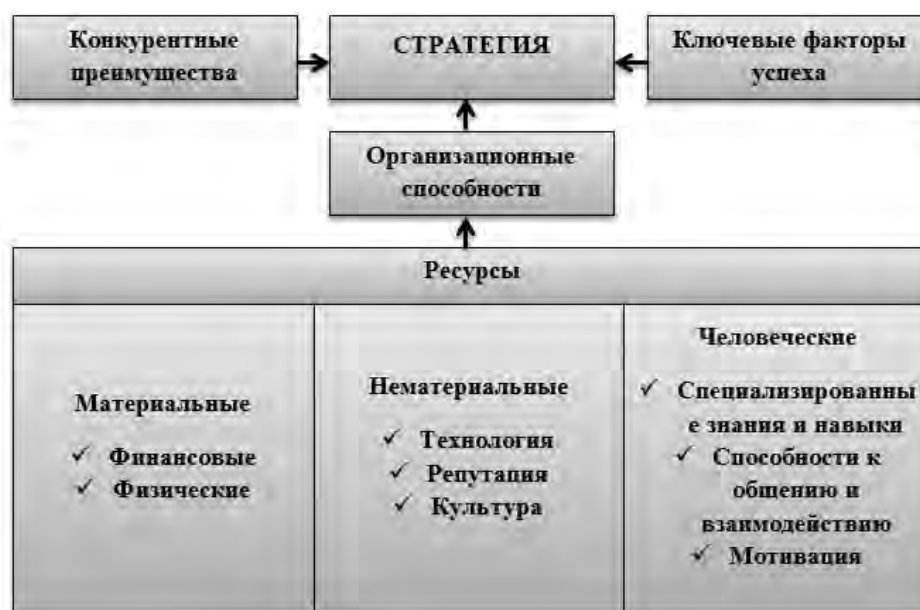 Конкурентные
преимущества
СТРАТЕГИЯ
Ключевые факторы
успеха
Организационные
способности
Ресурсы
Материальные
✓ Финансовые
✓ Физические
Нематериальные
✓ Технология
✓ Репутация
✓ Культура
Человеческие
✓ Специализированны
е знания и навыки
✓ Способности к
общению и
взаимодействию
✓ Мотивация